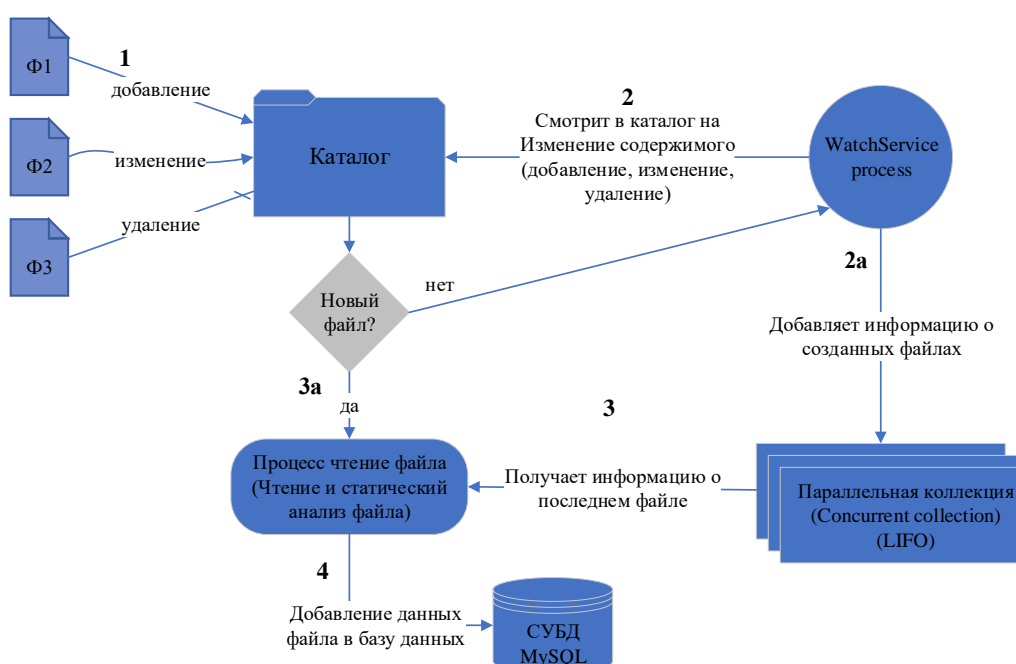 Ф1
1
добавление
Ф2
изменение
Ф3
удаление
Каталог
2
Смотрит в каталог на
Изменение содержимого
(добавление, изменение,
удаление)
WatchService
process
2а
Добавляет информацию о
созданных файлах
Новый
файл?
нет
3а
да
3
Процесс чтение файла
(Чтение и статический
анализ файла)
Получает информацию о
последнем файле
Параллельная коллекция
(Concurrent collection)
(LIFO)
4
Добавление данных
файла в базу данных
СУБД
MySQL